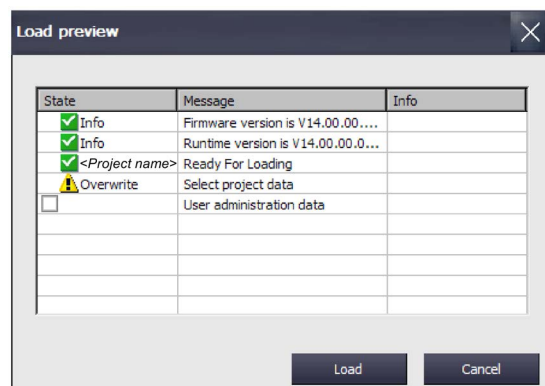 Load preview
State Message Info
Info Firmware version is V14.00.00....
Info Runtime version is V14.00.00.0...
<Project name> Ready For Loading
Overwrite Select project data
User administration data
Load Cancel